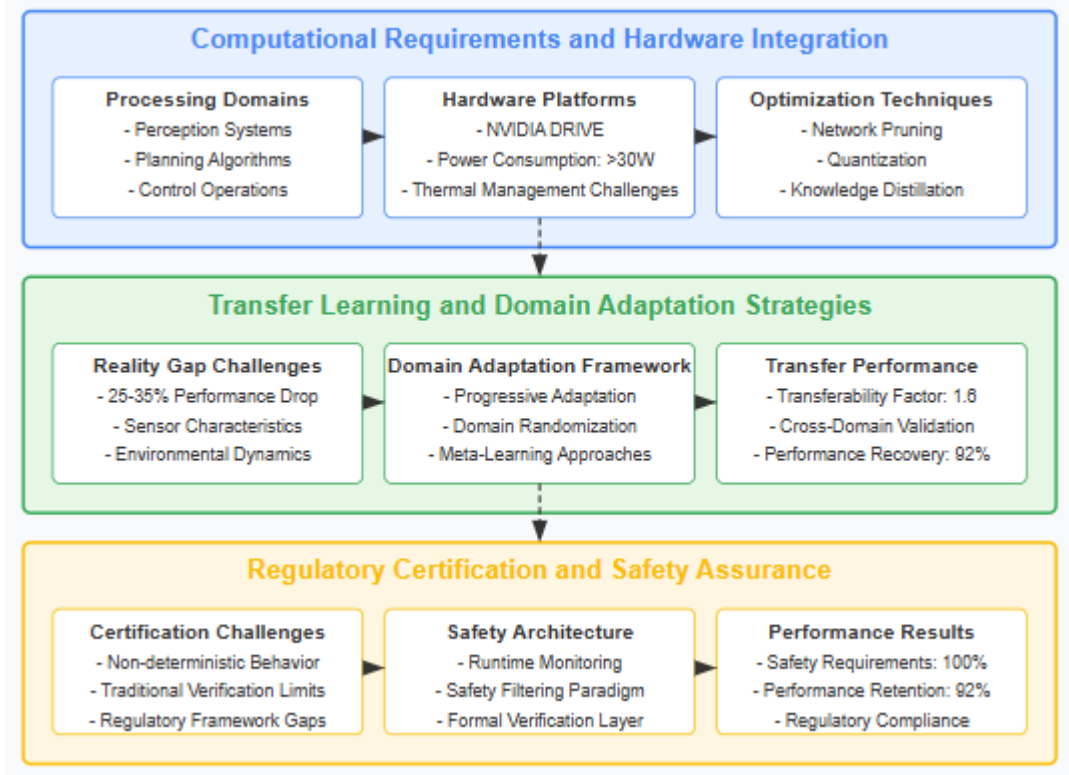 Computational Requirements and Hardware Integration
Processing Domains
- Perception Systems
- Planning Algorithms
- Control Operations
Hardware Platforms
- NVIDIA DRIVE
- Power Consumption: >30W
- Thermal Management Challenges
Optimization Techniques
- Network Pruning
- Quantization
- Knowledge Distillation
Transfer Learning and Domain Adaptation Strategies
Reality Gap Challenges
- 25-35% Performance Drop
- Sensor Characteristics
- Environmental Dynamics
Domain Adaptation Framework
- Progressive Adaptation
- Domain Randomization
- Meta-Learning Approaches
Transfer Performance
- Transferability Factor: 1.6
- Cross-Domain Validation
- Performance Recovery: 92%
Regulatory Certification and Safety Assurance
Certification Challenges
- Non-deterministic Behavior
- Traditional Verification Limits
- Regulatory Framework Gaps
Safety Architecture
- Runtime Monitoring
- Safety Filtering Paradigm
- Formal Verification Layer
Performance Results
- Safety Requirements: 100%
- Performance Retention: 92%
- Regulatory Compliance